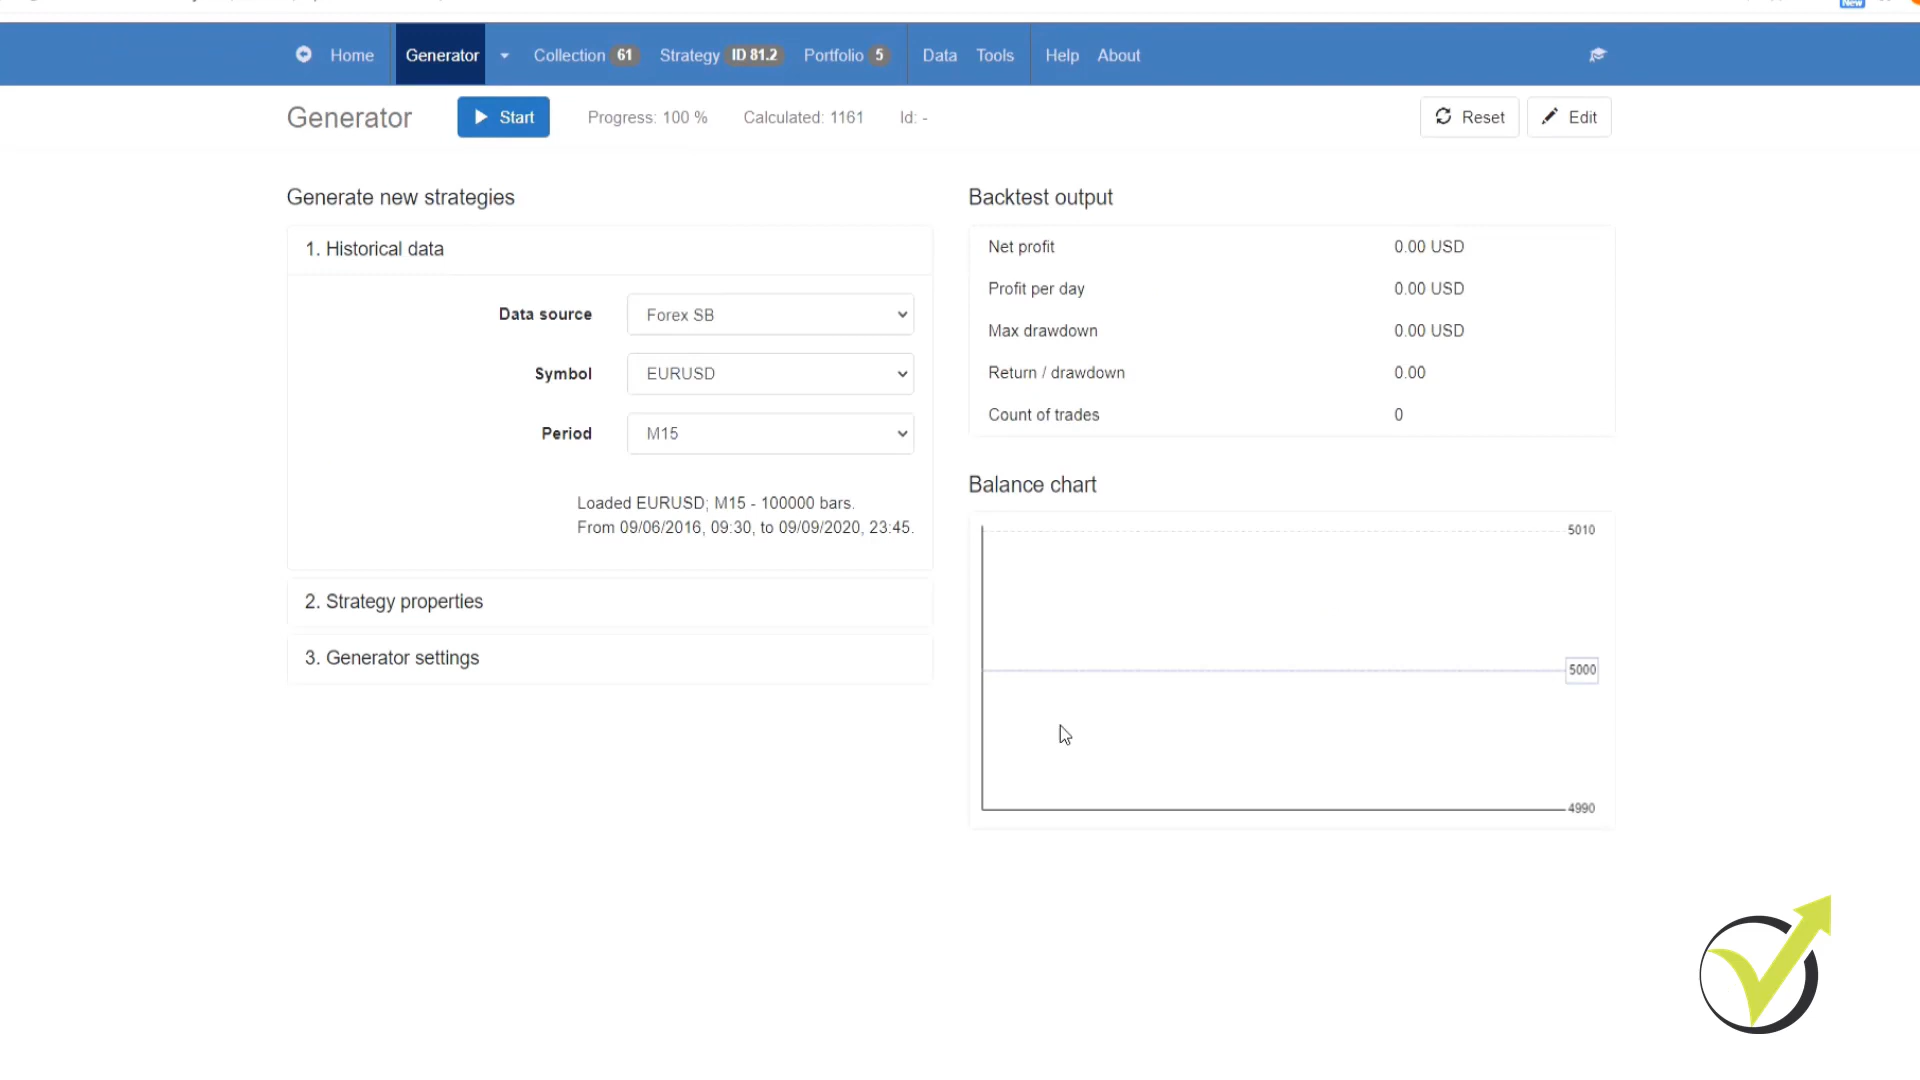 New
Home
Generator
Collection 61
Strategy ID 81.2
Portfolio 5
Data
Tools
Help
About
Generator
Start
Progress: 100 %
Calculated: 1161
Id: -
Reset
Edit
Generate new strategies
1. Historical data
Data source
Forex SB
Symbol
EURUSD
Period
M15
Loaded EURUSD; M15 - 100000 bars.
From 09/06/2016, 09:30, to 09/09/2020, 23:45.
2. Strategy properties
3. Generator settings
Backtest output
Net profit 0.00 USD
Profit per day 0.00 USD
Max drawdown 0.00 USD
Return / drawdown 0.00
Count of trades 0
Balance chart
5010
5000
4990